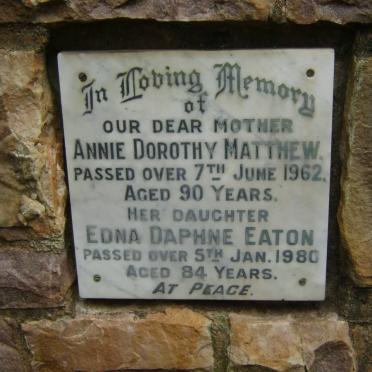 In Loving Memory
of
OUR DEAR MOTHER
ANNIE DOROTHY MATTHEW.
PASSED OVER 7TH JUNE 1962.
AGED 90 YEARS.
HER DAUGHTER
EDNA DAPHNE EATON
PASSED OVER 5TH JAN. 1980
AGED 84 YEARS.
AT PEACE.